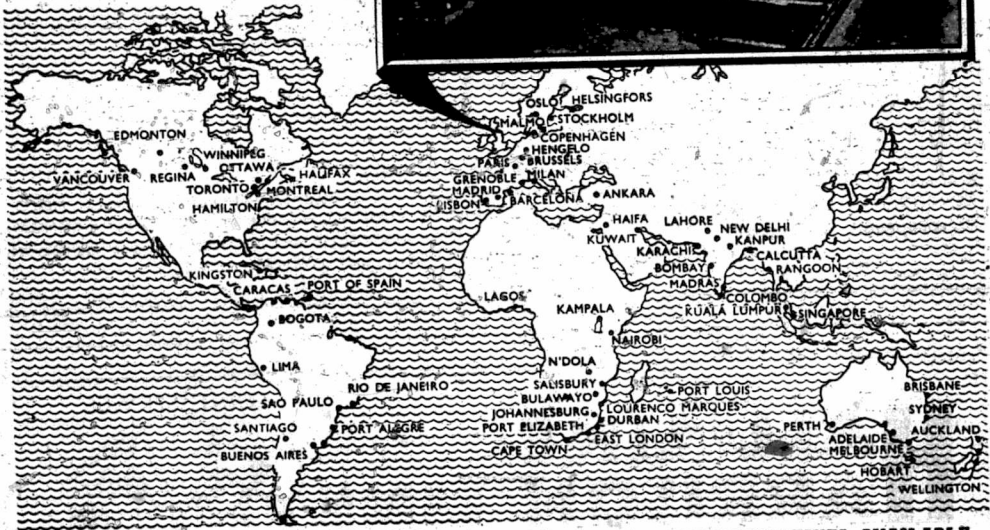 OSLO HELSINGFORS
MALMO STOCKHOLM
COPENHAGEN
HENGELO
PARIS BRUSSELS
GRENOBLE MILAN
MADRID
LISBON BARCELONA
ANKARA
EDMONTON
WINNIPEG
OTTAWA
VANCOUVER REGINA HALIFAX
TORONTO MONTREAL
HAMILTON
HAIFA LAHORE NEW DELHI
KUWAIT KANPUR
KARACHI CALCUTTA
BOMBAY RANGOON
MADRAS
KINGSTON
CARACAS PORT OF SPAIN
LAGOS COLOMBO
KAMPALA KUALA LUMPUR SINGAPORE
BOGOTA
NAIROBI
LIMA
N'DOLA
RIO DE JANEIRO SALISBURY PORT LOUIS
BULAWAYO BRISBANE
SAO PAULO JOHANNESBURG LOURENCO MARQUES SYDNEY
SANTIAGO PORT ALEGRE PORT ELIZABETH DURBAN PERTH AUCKLAND
EAST LONDON ADELAIDE
BUENOS AIRES CAPE TOWN MELBOURNE
HOBART
WELLINGTON